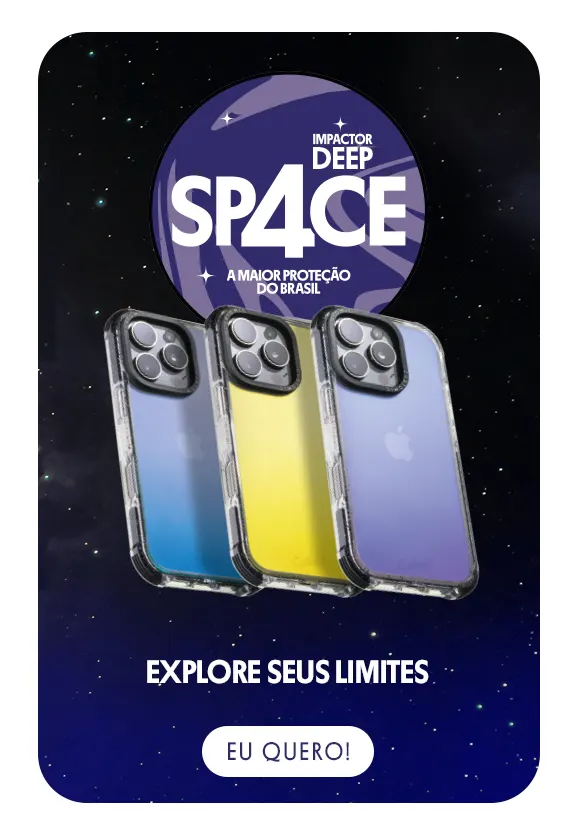 IMPACTOR
DEEP
SP4CE
A MAIOR PROTEÇÃO
DO BRASIL
EXPLORE SEUS LIMITES
EU QUERO!